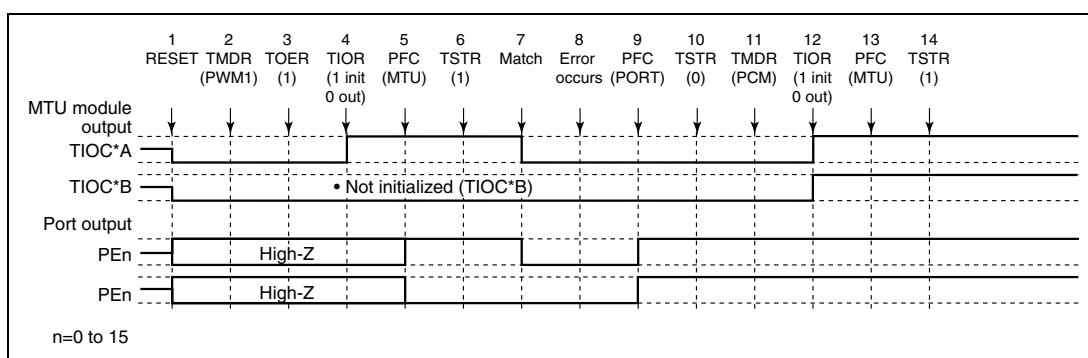 1 2 3 4 5 6 7 8 9 10 11 12 13 14
RESET TMDR TOER TIOR PFC TSTR Match Error PFC TSTR TMDR TIOR PFC TSTR
(PWM1) (1) (1 init (MTU) (1) occurs (PORT) (0) (PCM) (1 init (MTU) (1)
0 out) 0 out)
MTU module
output
TIOC*A
TIOC*B
• Not initialized (TIOC*B)
Port output
PEn
High-Z
PEn
High-Z
n=0 to 15